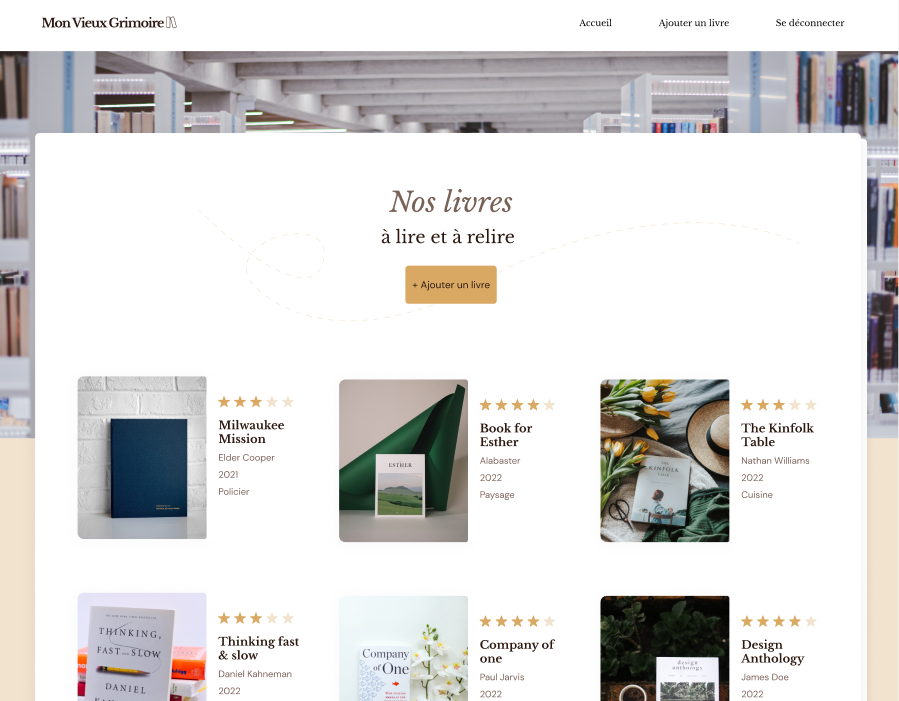 Mon Vieux Grimoire
Accueil
Ajouter un livre
Se déconnecter
Nos livres
à lire et à relire
+ Ajouter un livre
Milwaukee
Mission
Elder Cooper
2021
Policier
ESTHER
Book for
Esther
Alabaster
2022
Paysage
KINFOLK
The Kinfolk
Table
Nathan Williams
2022
Cuisine
THINKING,
FAST AND SLOW
DANIEL
Thinking fast
& slow
Daniel Kahneman
2022
Company
of One
Company of
one
Paul Jarvis
2022
design
anthology
Design
Anthology
James Doe
2022